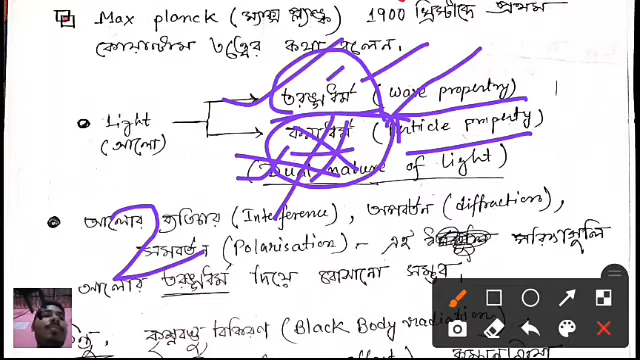 Max planck (ম্যাক্স প্ল্যাঙ্ক) 1900 খ্রিস্টাব্দে প্রথম
কোয়ান্টাম তত্ত্বের কথা বলেন।
তরঙ্গধর্ম (wave property)
Light
কণাধর্ম (Particle property)
(আলো)
(Dual nature of Light)
আলোর ব্যতিচার (Interference), অপবর্তন (diffraction),
সমবর্তন (Polarisation) - এই ঘটনাগুলি
আলোর তরঙ্গধর্ম দিয়ে বোঝানো সম্ভব
কৃষ্ণবস্তু বিকিরণ (Black Body radiation)